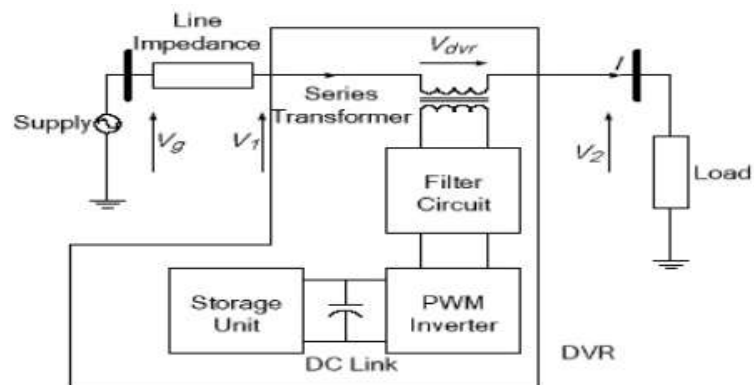 Line
Impedance
Vdvr
I
Series
Transformer
Supply
Vg
V1
V2
Filter
Circuit
Load
Storage
Unit
PWM
Inverter
DC Link
DVR